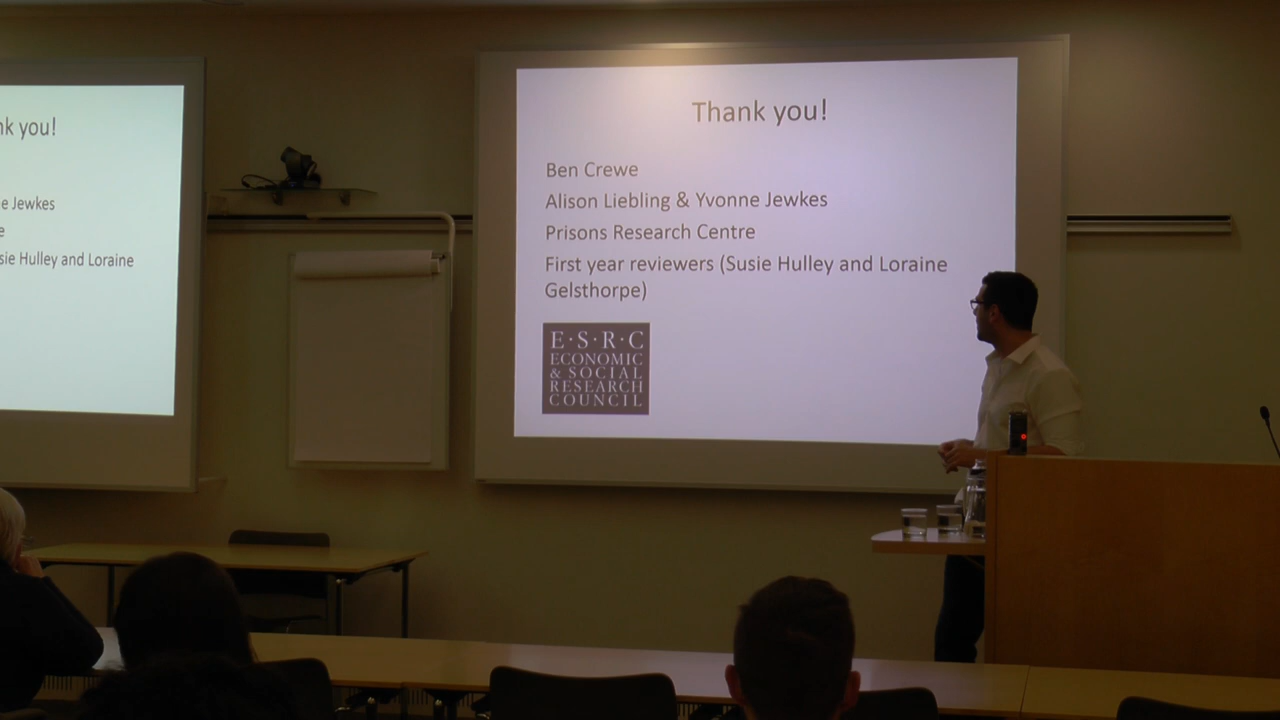 Thank you!
Ben Crewe
Alison Liebling & Yvonne Jewkes
Prisons Research Centre
First year reviewers (Susie Hulley and Loraine
Gelsthorpe)
E·S·R·C
ECONOMIC
& SOCIAL
RESEARCH
COUNCIL
nk you!
e Jewkes
e
sie Hulley and Loraine